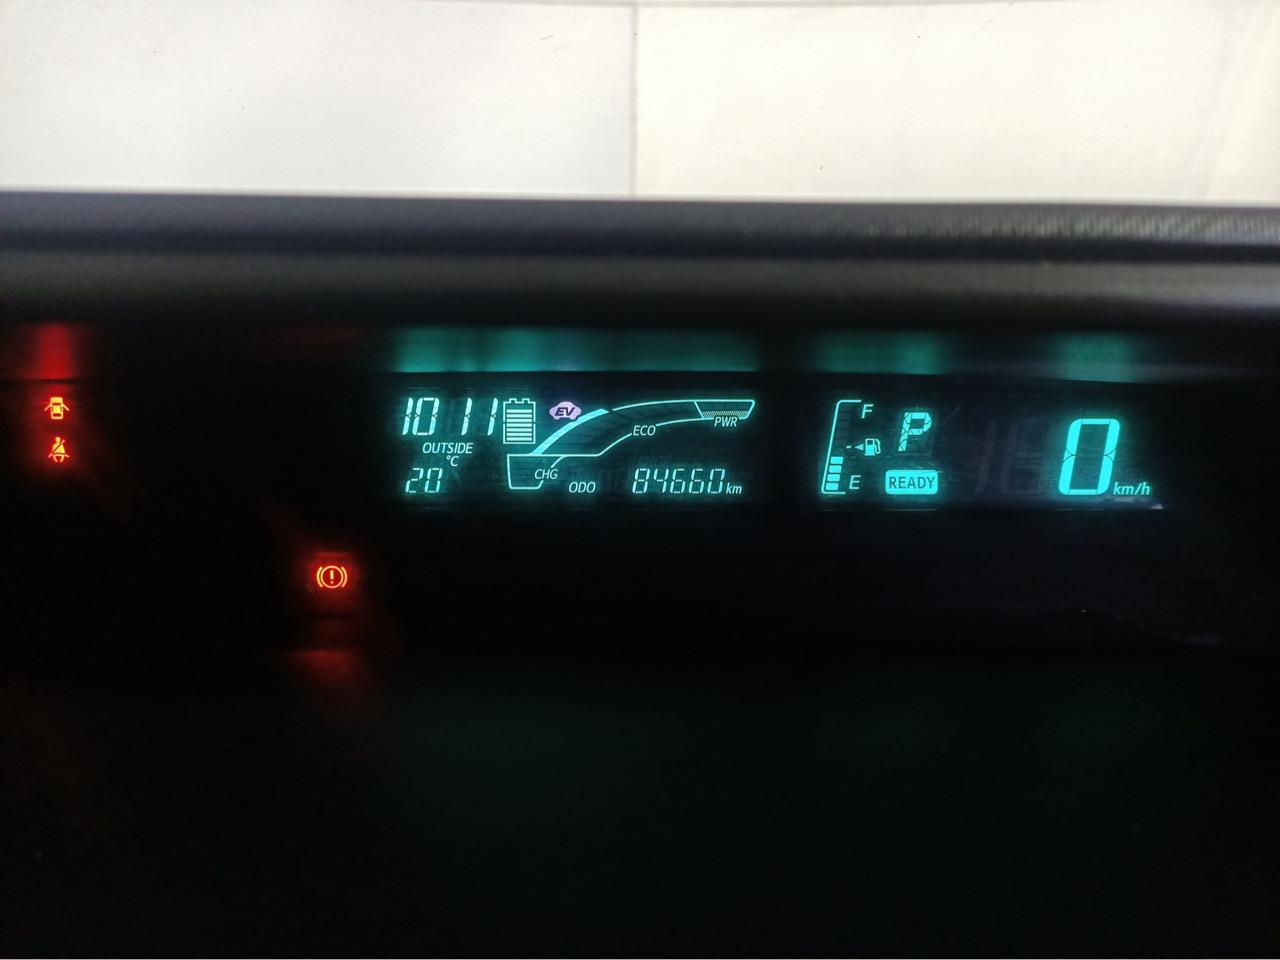 10 11
EV
OUTSIDE
°C
20
CHG
ECO
PWR
ODO
84660 km
F
E
P
READY
0 km/h